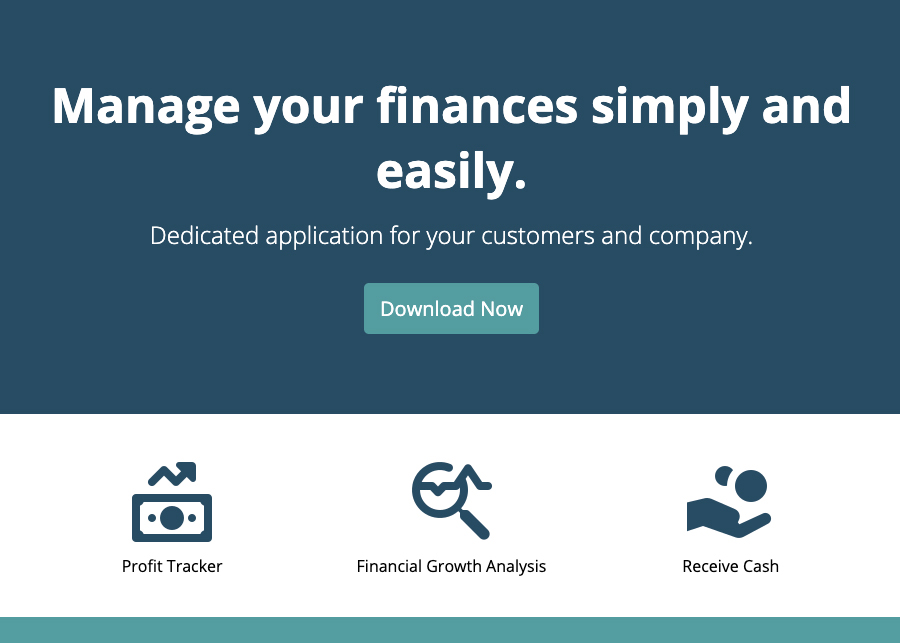 Manage your finances simply and
easily.
Dedicated application for your customers and company.
Download Now
Profit Tracker
Financial Growth Analysis
Receive Cash